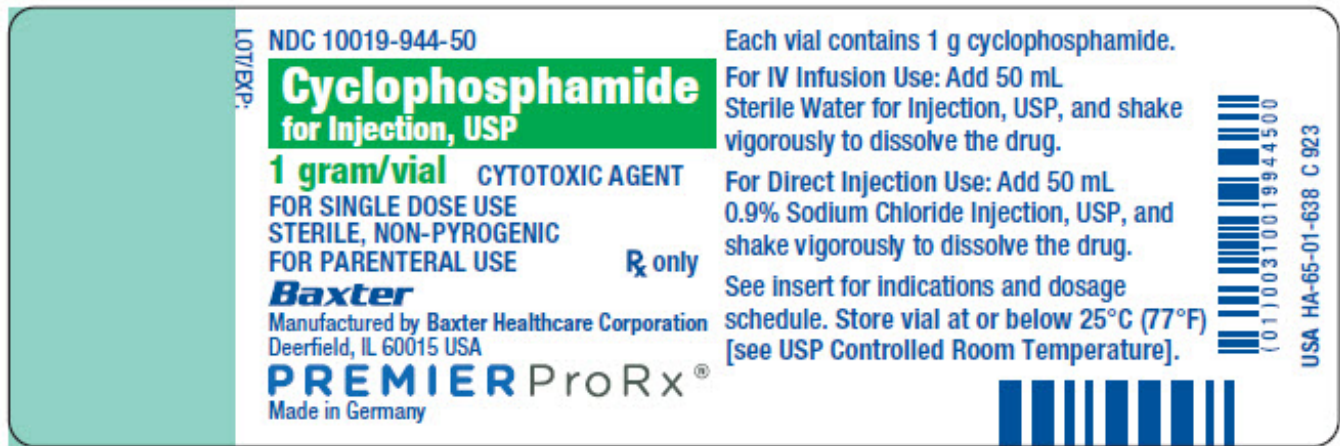 LOT/EXP:
NDC 10019-944-50
Cyclophosphamide
for Injection, USP
1 gram/vial CYTOTOXIC AGENT
FOR SINGLE DOSE USE
STERILE, NON-PYROGENIC
FOR PARENTERAL USE ℞ only
Baxter
Manufactured by Baxter Healthcare Corporation
Deerfield, IL 60015 USA
PREMIER ProRx®
Made in Germany
Each vial contains 1 g cyclophosphamide.
For IV Infusion Use: Add 50 mL
Sterile Water for Injection, USP, and shake
vigorously to dissolve the drug.
For Direct Injection Use: Add 50 mL
0.9% Sodium Chloride Injection, USP, and
shake vigorously to dissolve the drug.
See insert for indications and dosage
schedule. Store vial at or below 25°C (77°F)
[see USP Controlled Room Temperature].
(01)00310019944500
USA HA-65-01-638 C 923